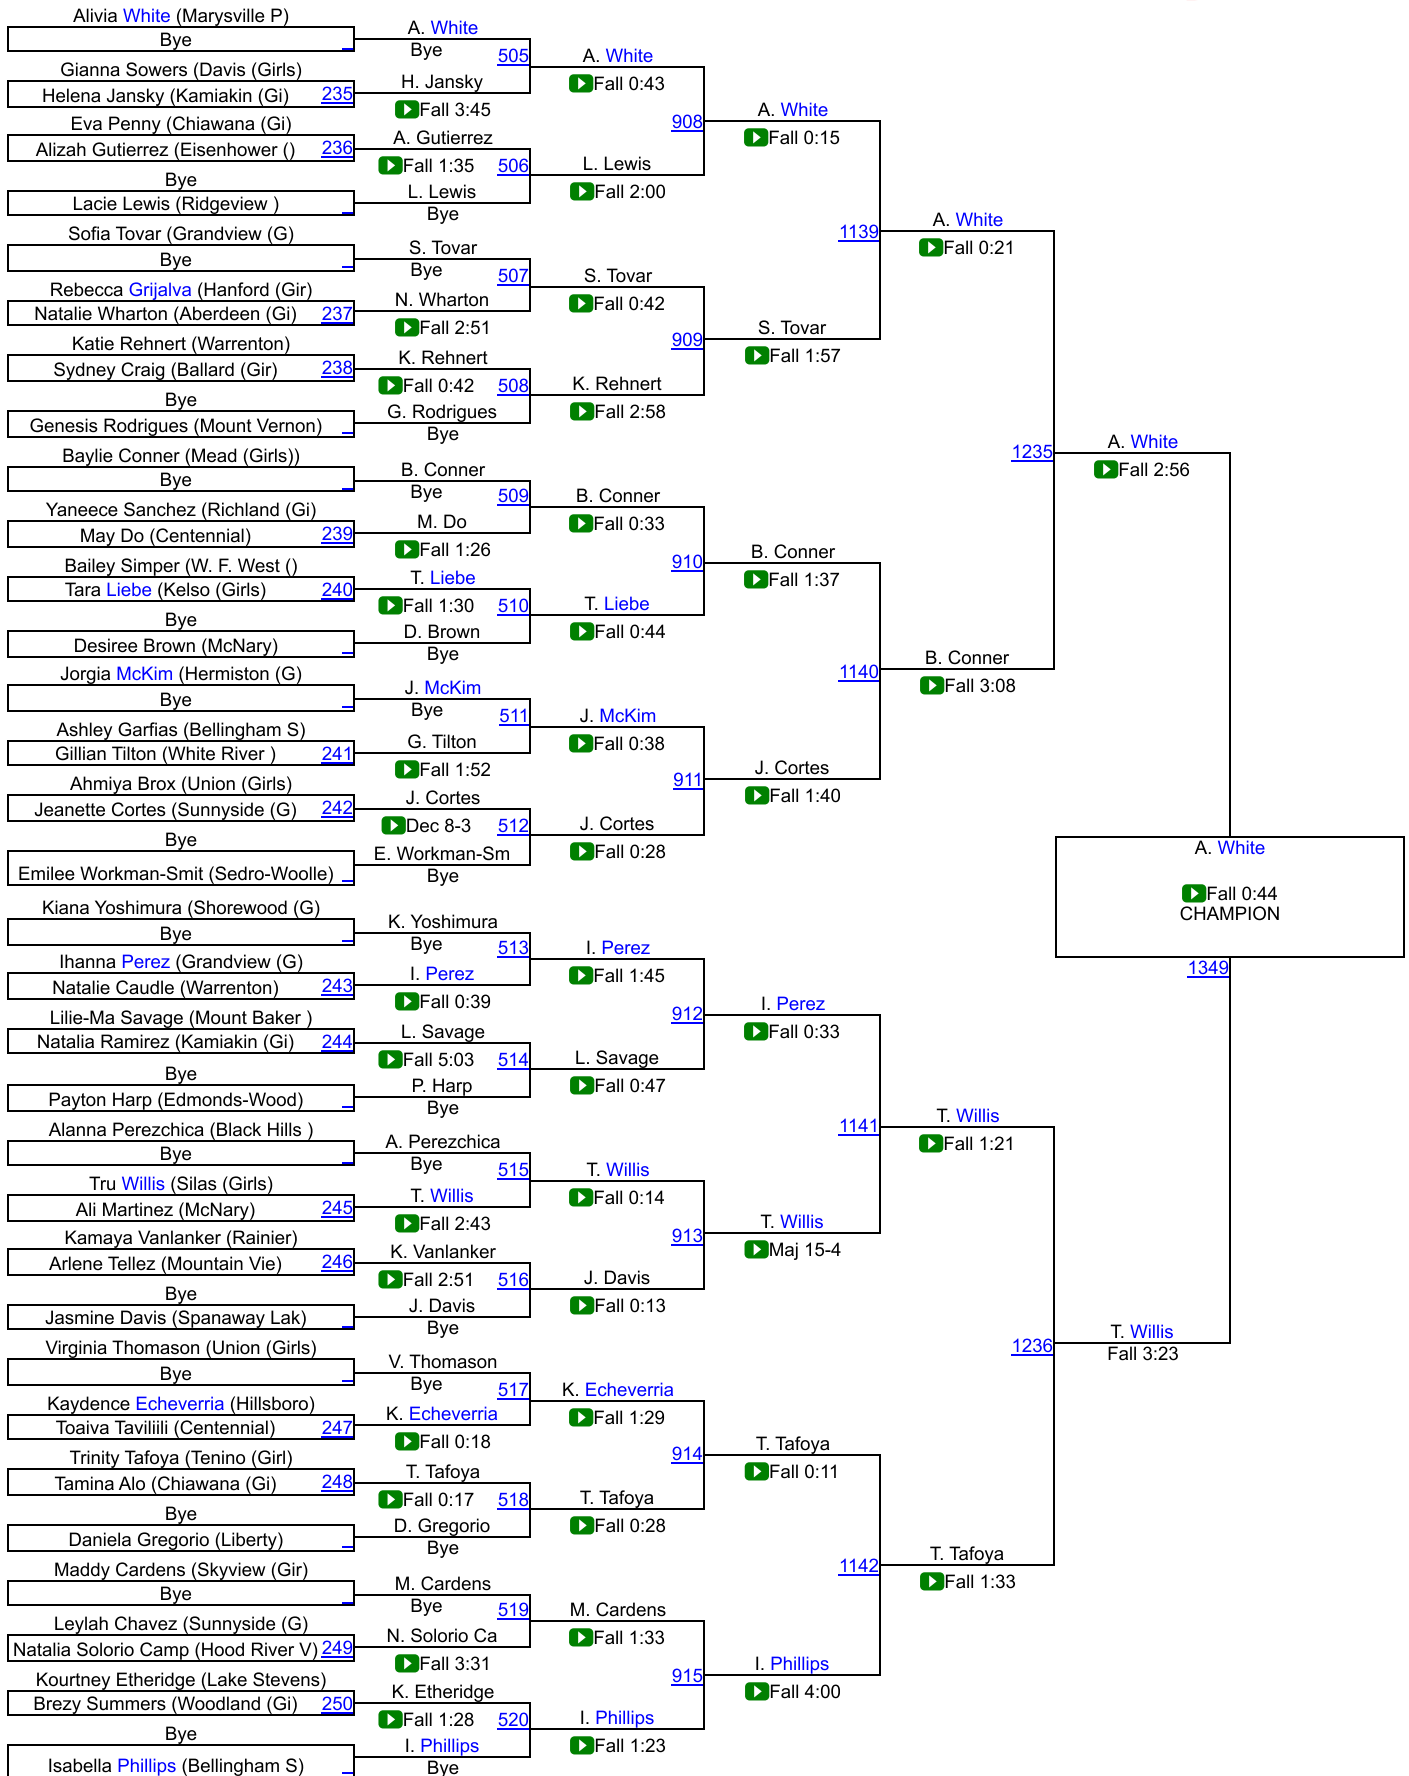 Alivia White (Marysville P)
Bye
Gianna Sowers (Davis (Girls)
Helena Jansky (Kamiakin (Gi) 235
Eva Penny (Chiawana (Gi)
Alizah Gutierrez (Eisenhower () 236
Bye
Lacie Lewis (Ridgeview )
Sofia Tovar (Grandview (G)
Bye
Rebecca Grijalva (Hanford (Gir)
Natalie Wharton (Aberdeen (Gi) 237
Katie Rehnert (Warrenton)
Sydney Craig (Ballard (Gir) 238
Bye
Genesis Rodrigues (Mount Vernon)
Baylie Conner (Mead (Girls))
Bye
Yaneece Sanchez (Richland (Gi)
May Do (Centennial) 239
Bailey Simper (W. F. West ()
Tara Liebe (Kelso (Girls) 240
Bye
Desiree Brown (McNary)
Jorgia McKim (Hermiston (G)
Bye
Ashley Garfias (Bellingham S)
Gillian Tilton (White River ) 241
Ahmiya Brox (Union (Girls)
Jeanette Cortes (Sunnyside (G) 242
Bye
Emilee Workman-Smit (Sedro-Woolle)
Kiana Yoshimura (Shorewood (G)
Bye
Ihanna Perez (Grandview (G)
Natalie Caudle (Warrenton) 243
Lilie-Ma Savage (Mount Baker )
Natalia Ramirez (Kamiakin (Gi) 244
Bye
Payton Harp (Edmonds-Wood)
Alanna Perezchica (Black Hills )
Bye
Tru Willis (Silas (Girls)
Ali Martinez (McNary) 245
Kamaya Vanlanker (Rainier)
Arlene Tellez (Mountain Vie) 246
Bye
Jasmine Davis (Spanaway Lak)
Virginia Thomason (Union (Girls)
Bye
Kaydence Echeverria (Hillsboro)
Toaiva Taviliili (Centennial) 247
Trinity Tafoya (Tenino (Girl)
Tamina Alo (Chiawana (Gi) 248
Bye
Daniela Gregorio (Liberty)
Maddy Cardens (Skyview (Gir)
Bye
Leylah Chavez (Sunnyside (G)
Natalia Solorio Camp (Hood River V) 249
Kourtney Etheridge (Lake Stevens)
Brezy Summers (Woodland (Gi) 250
Bye
Isabella Phillips (Bellingham S)
A. White
Bye
505
H. Jansky
Fall 3:45
A. Gutierrez
Fall 1:35
506
L. Lewis
Bye
S. Tovar
Bye
507
N. Wharton
Fall 2:51
K. Rehnert
Fall 0:42
508
G. Rodrigues
Bye
B. Conner
Bye
509
M. Do
Fall 1:26
T. Liebe
Fall 1:30
510
D. Brown
Bye
J. McKim
Bye
511
G. Tilton
Fall 1:52
J. Cortes
Dec 8-3
512
E. Workman-Sm
Bye
K. Yoshimura
Bye
513
I. Perez
Fall 0:39
L. Savage
Fall 5:03
514
P. Harp
Bye
A. Perezchica
Bye
515
T. Willis
Fall 2:43
K. Vanlanker
Fall 2:51
516
J. Davis
Bye
V. Thomason
Bye
517
K. Echeverria
Fall 0:18
T. Tafoya
Fall 0:17
518
D. Gregorio
Bye
M. Cardens
Bye
519
N. Solorio Ca
Fall 3:31
K. Etheridge
Fall 1:28
520
I. Phillips
Bye
A. White
Fall 0:43
908
L. Lewis
Fall 2:00
S. Tovar
Fall 0:42
909
K. Rehnert
Fall 2:58
B. Conner
Fall 0:33
910
T. Liebe
Fall 0:44
J. McKim
Fall 0:38
911
J. Cortes
Fall 0:28
I. Perez
Fall 1:45
912
L. Savage
Fall 0:47
T. Willis
Fall 0:14
913
J. Davis
Fall 0:13
K. Echeverria
Fall 1:29
914
T. Tafoya
Fall 0:28
M. Cardens
Fall 1:33
915
I. Phillips
Fall 1:23
A. White
Fall 0:15
1139
S. Tovar
Fall 1:57
B. Conner
Fall 1:37
1140
J. Cortes
Fall 1:40
I. Perez
Fall 0:33
1141
T. Willis
Maj 15-4
T. Tafoya
Fall 0:11
1142
I. Phillips
Fall 4:00
A. White
Fall 0:21
1235
B. Conner
Fall 3:08
T. Willis
Fall 1:21
1236
T. Tafoya
Fall 1:33
A. White
Fall 2:56
T. Willis
Fall 3:23
A. White
Fall 0:44
CHAMPION
1349